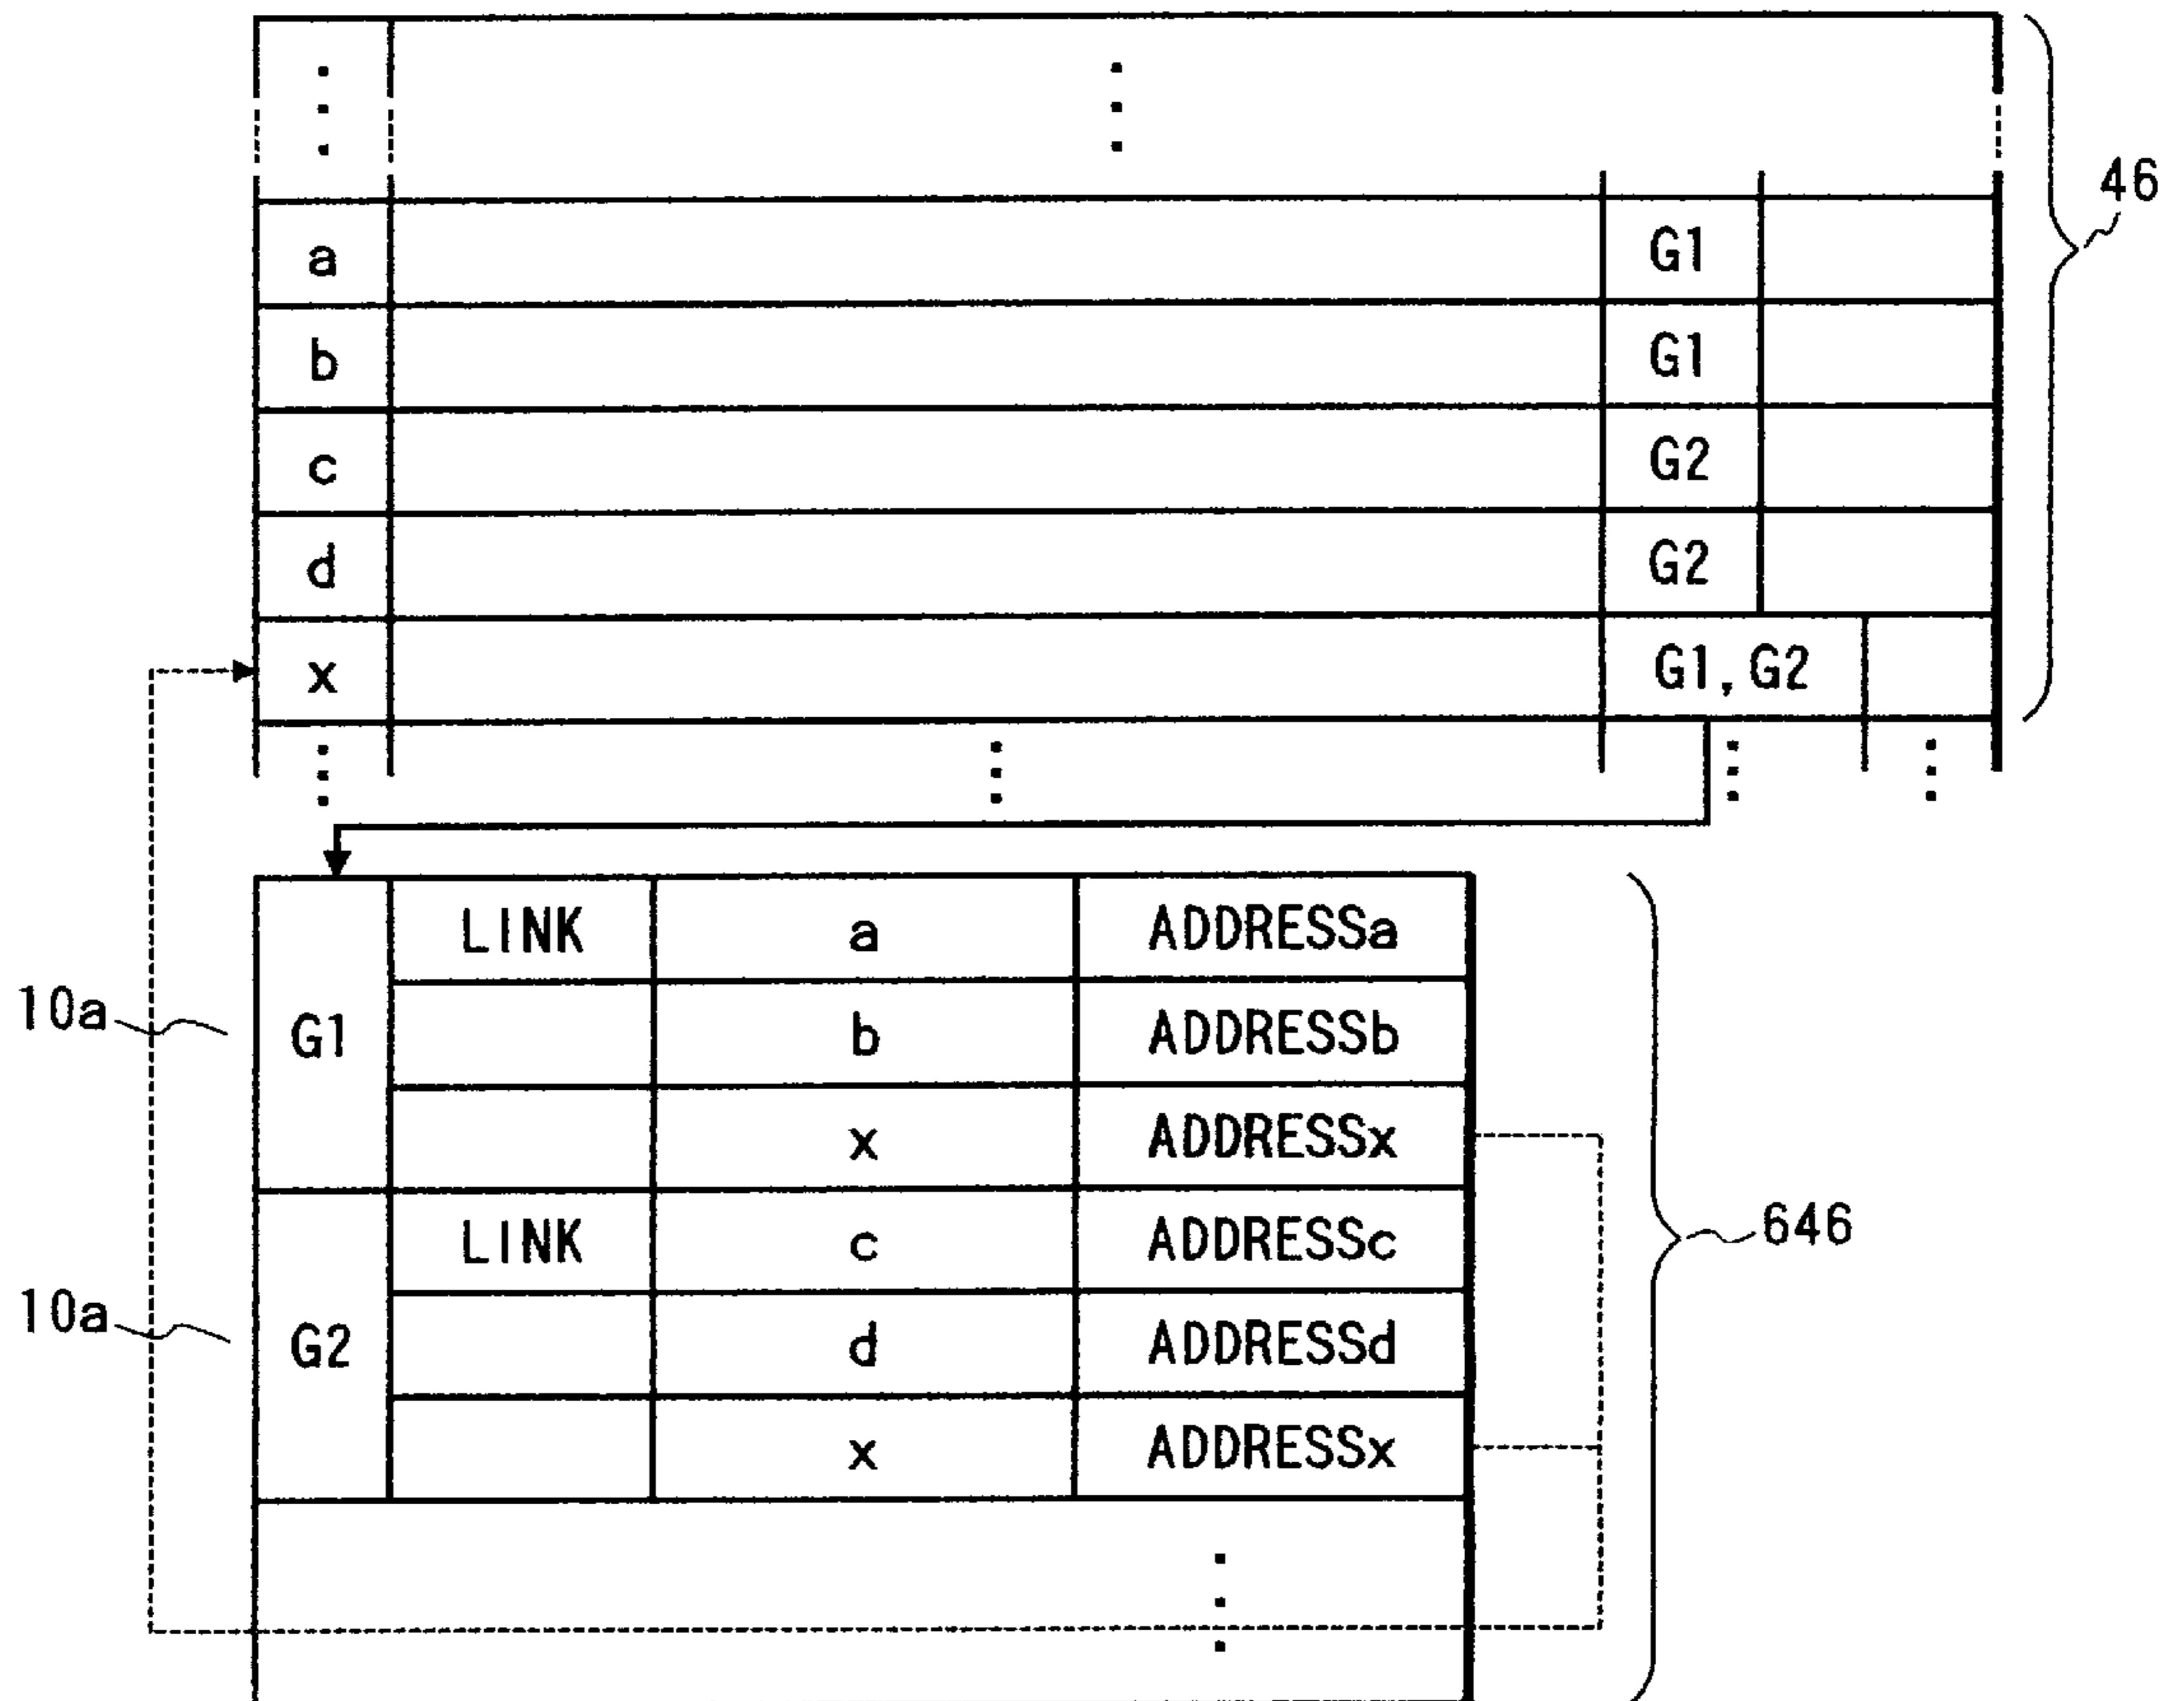 46
a G1
b G1
c G2
d G2
x G1, G2
LINK a ADDRESSa
10a G1 b ADDRESSb
x ADDRESSx
LINK c ADDRESSc
646
10a G2 d ADDRESSd
x ADDRESSx